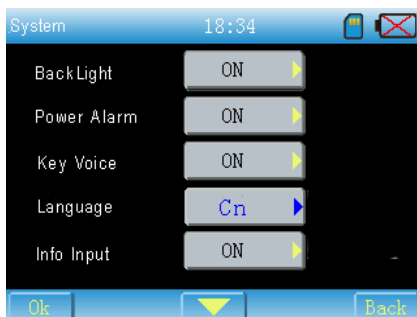 System 18:34
BackLight ON
Power Alarm ON
Key Voice ON
Language Cn
Info Input ON
Ok Back